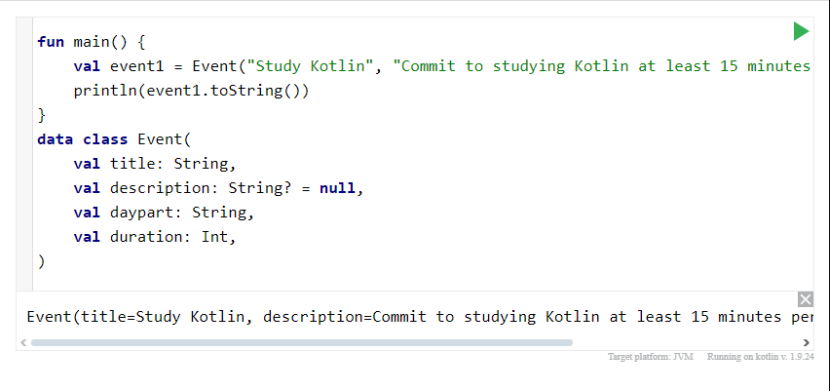 fun main() {
    val event1 = Event("Study Kotlin", "Commit to studying Kotlin at least 15 minutes
    println(event1.toString())
}
data class Event(
    val title: String,
    val description: String? = null,
    val daypart: String,
    val duration: Int,
)
Event(title=Study Kotlin, description=Commit to studying Kotlin at least 15 minutes per
Target platform: JVM Running on kotlin v. 1.9.24